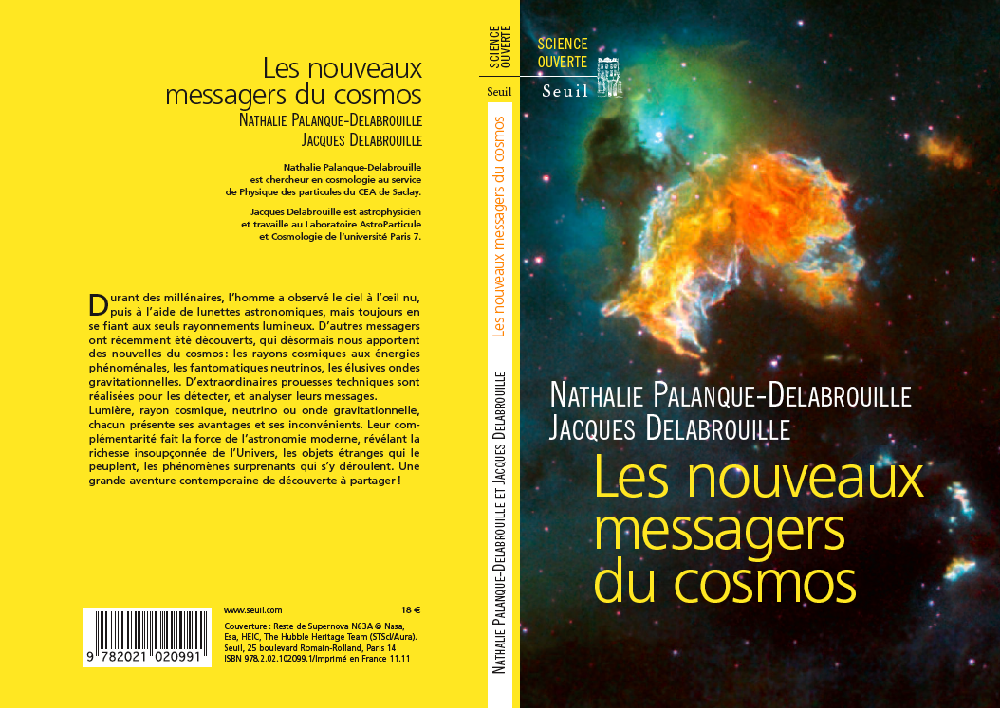 Les nouveaux
messagers du cosmos
NATHALIE PALANQUE-DELABROUILLE
JACQUES DELABROUILLE
Nathalie Palanque-Delabrouille
est chercheur en cosmologie au service
de Physique des particules du CEA de Saclay.
Jacques Delabrouille est astrophysicien
et travaille au Laboratoire AstroParticule
et Cosmologie de l'université Paris 7.
Durant des millénaires, l'homme a observé le ciel à l'œil nu,
puis à l'aide de lunettes astronomiques, mais toujours en
se fiant aux seuls rayonnements lumineux. D'autres messagers
ont récemment été découverts, qui désormais nous apportent
des nouvelles du cosmos : les rayons cosmiques aux énergies
phénoménales, les fantomatiques neutrinos, les élusives ondes
gravitationnelles. D'extraordinaires prouesses techniques sont
réalisées pour les détecter, et analyser leurs messages.
Lumière, rayon cosmique, neutrino ou onde gravitationnelle,
chacun présente ses avantages et ses inconvénients. Leur com-
plémentarité fait la force de l'astronomie moderne, révélant la
richesse insoupçonnée de l'Univers, les objets étranges qui le
peuplent, les phénomènes surprenants qui s'y déroulent. Une
grande aventure contemporaine de découverte à partager !
www.seuil.com 18 €
Couverture : Reste de Supernova N63A © Nasa,
Esa, HEIC, The Hubble Heritage Team (STScI/Aura).
Seuil, 25 boulevard Romain-Rolland, Paris 14
ISBN 978.2.02.102099.1/Imprimé en France 11.11
9 782021 020991
SCIENCE
OUVERTE
Seuil
Les nouveaux messagers du cosmos
NATHALIE PALANQUE-DELABROUILLE ET JACQUES DELABROUILLE
SCIENCE
OUVERTE
Seuil
NATHALIE PALANQUE-DELABROUILLE
JACQUES DELABROUILLE
Les nouveaux
messagers
du cosmos